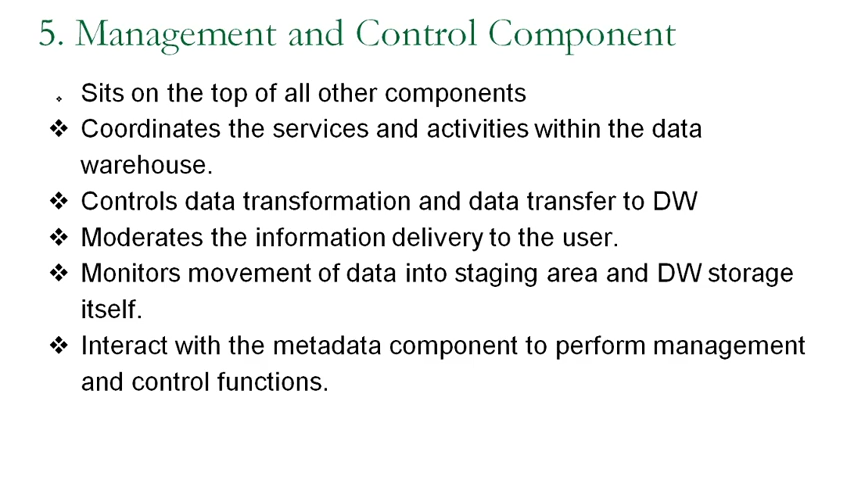 5. Management and Control Component
❖ Sits on the top of all other components
❖ Coordinates the services and activities within the data
warehouse.
❖ Controls data transformation and data transfer to DW
❖ Moderates the information delivery to the user.
❖ Monitors movement of data into staging area and DW storage
itself.
❖ Interact with the metadata component to perform management
and control functions.